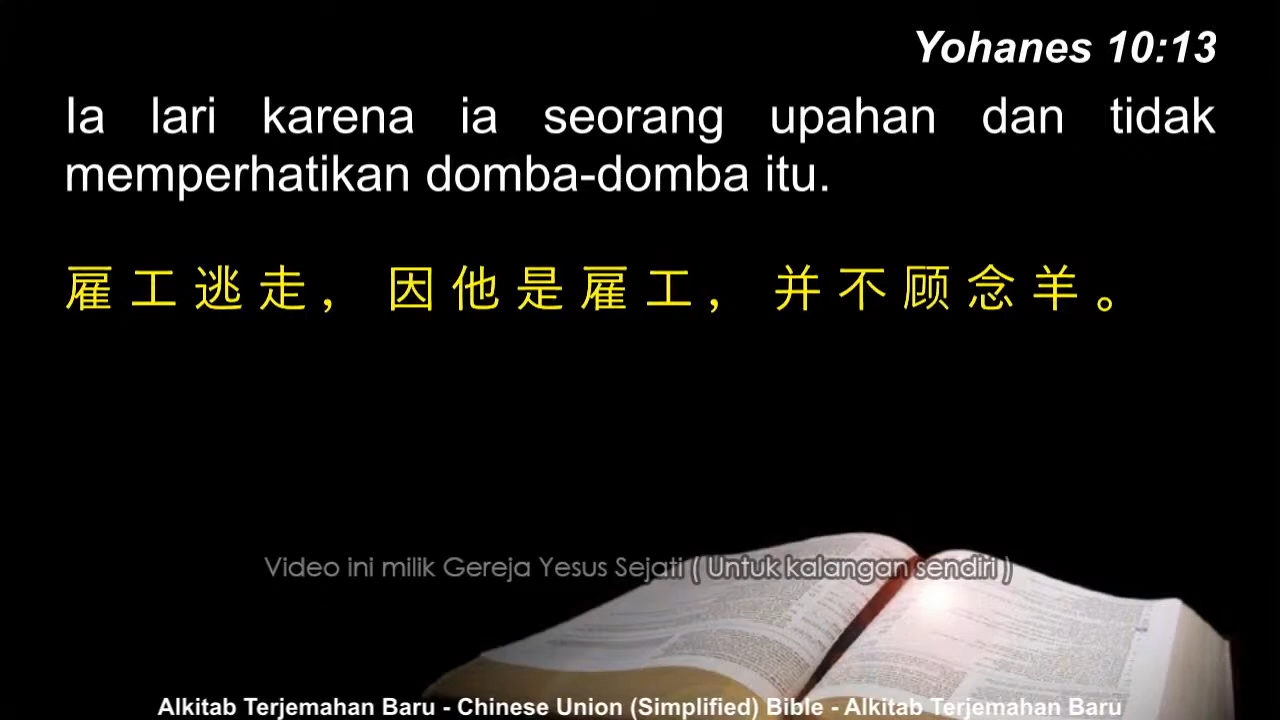 Yohanes 10:13
Ia lari karena ia seorang upahan dan tidak
memperhatikan domba-domba itu.
雇工逃走，因他是雇工，并不顾念羊。
Video ini milik Gereja Yesus Sejati ( Untuk kalangan sendiri )
Alkitab Terjemahan Baru - Chinese Union (Simplified) Bible - Alkitab Terjemahan Baru